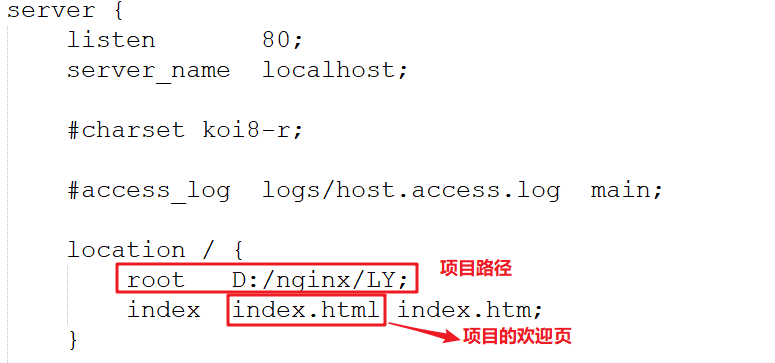 server {
listen 80;
server_name localhost;
#charset koi8-r;
#access_log logs/host.access.log main;
location / {
root D:/nginx/LY;
项目路径
index index.html index.htm;
项目的欢迎页
}